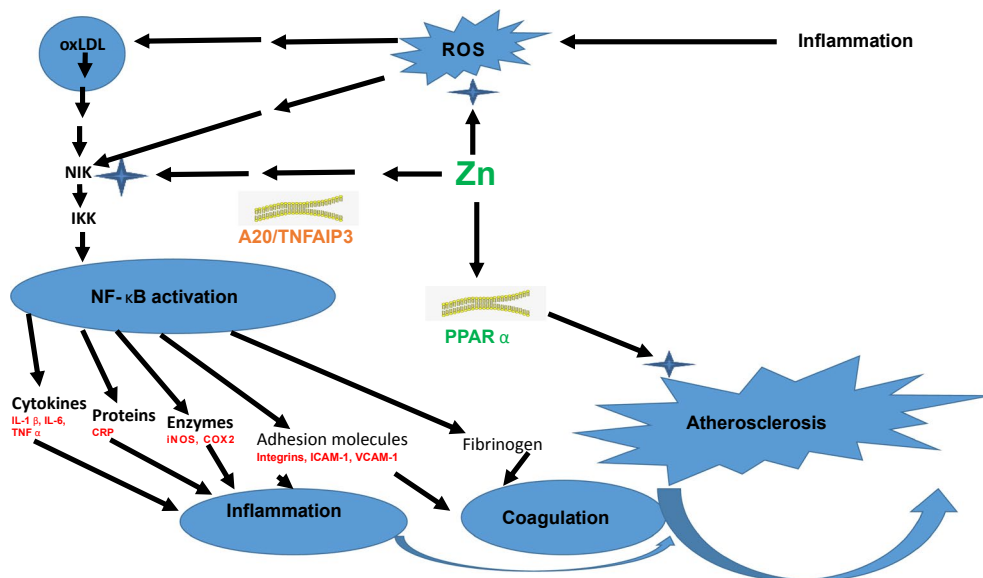 oxLDL
ROS
Inflammation
NIK
Zn
IKK
A20/TNFAIP3
NF-κB activation
PPAR α
Cytokines
IL-1 β, IL-6,
TNF α
Proteins
CRP
Enzymes
iNOS, COX2
Adhesion molecules
Integrins, ICAM-1, VCAM-1
Fibrinogen
Atherosclerosis
Inflammation
Coagulation